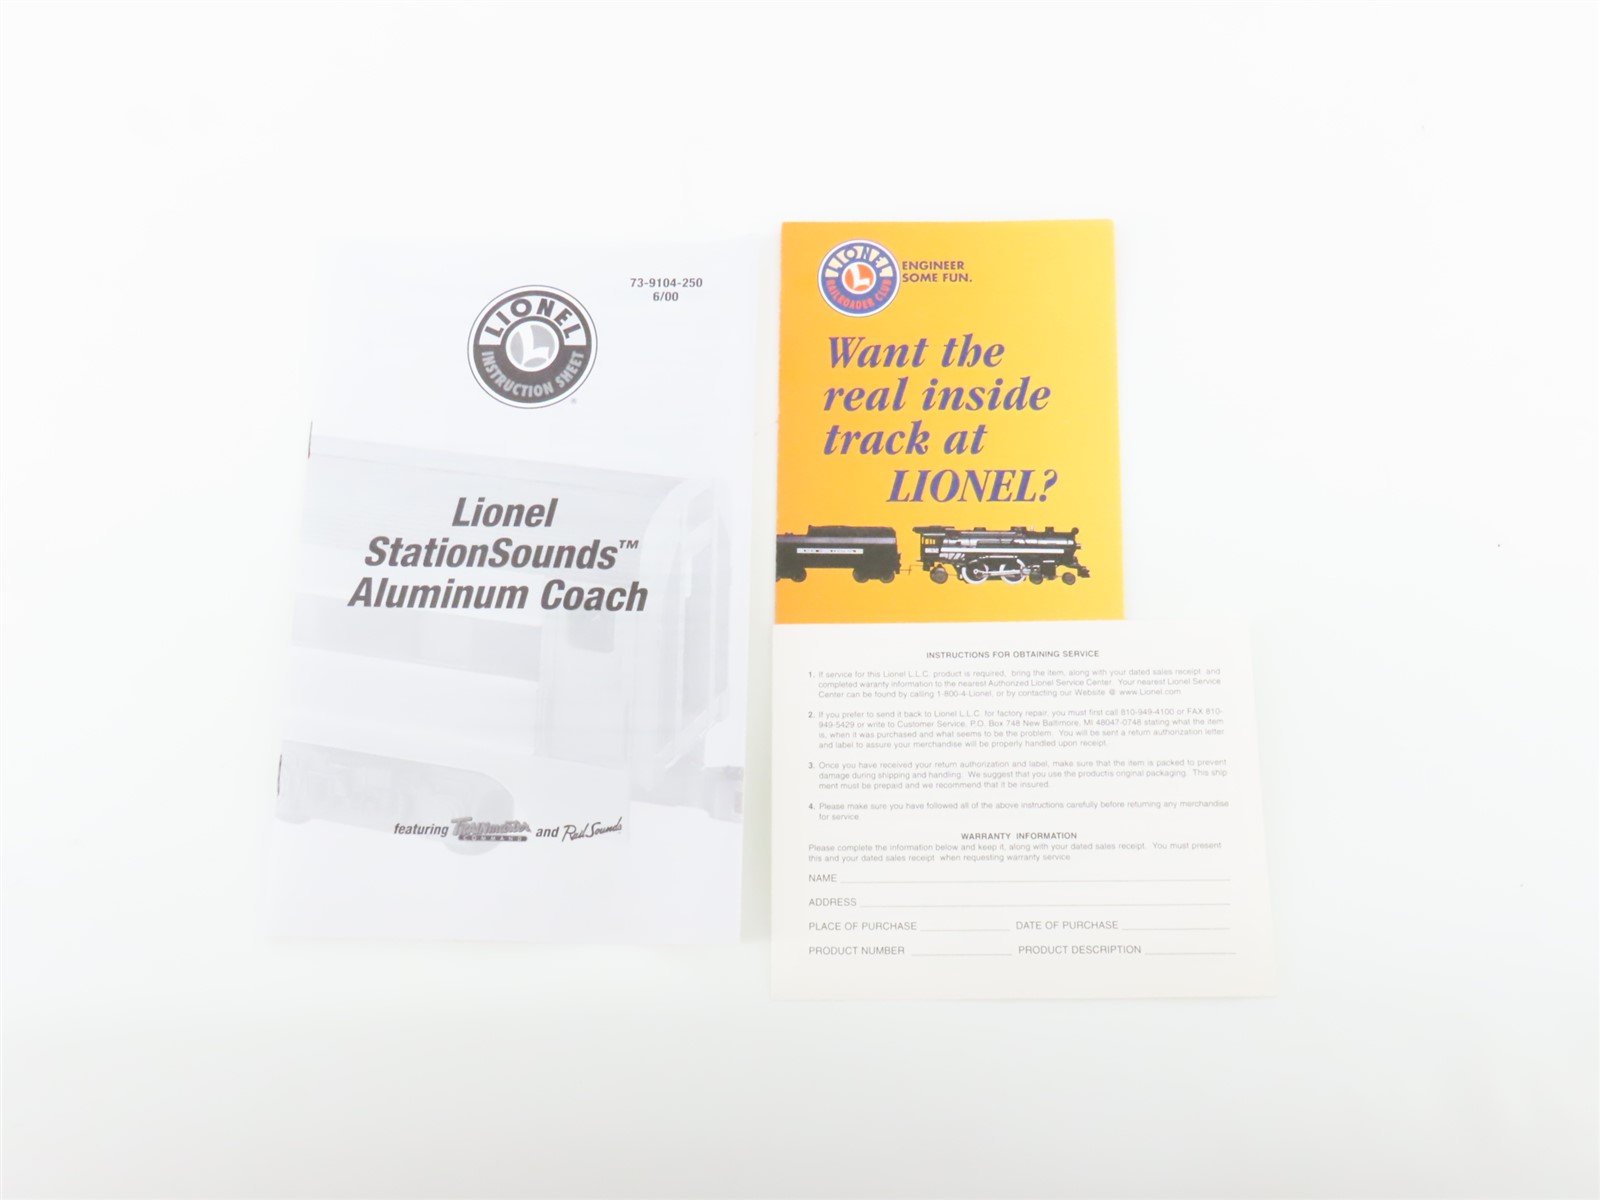 73-9104-250
6/00
LIONEL
INSTRUCTION SHEET
L
®
Lionel
StationSounds™
Aluminum Coach
featuring TRAINmaster COMMAND and RailSounds
LIONEL
RAILROADER CLUB
L
ENGINEER
SOME FUN.
Want the
real inside
track at
LIONEL?
INSTRUCTIONS FOR OBTAINING SERVICE
1. If service for this Lionel L.L.C. product is required, bring the item, along with your dated sales receipt and
completed warranty information to the nearest Authorized Lionel Service Center. Your nearest Lionel Service
Center can be found by calling 1-800-4-Lionel, or by contacting our Website @ www.Lionel.com
2. If you prefer to send it back to Lionel L.L.C. for factory repair, you must first call 810-949-4100 or FAX 810-
949-5429 or write to Customer Service, P.O. Box 748 New Baltimore, MI 48047-0748 stating what the item
is, when it was purchased and what seems to be the problem. You will be sent a return authorization letter
and label to assure your merchandise will be properly handled upon receipt.
3. Once you have received your return authorization and label, make sure that the item is packed to prevent
damage during shipping and handling. We suggest that you use the productis original packaging. This ship
ment must be prepaid and we recommend that it be insured.
4. Please make sure you have followed all of the above instructions carefully before returning any merchandise
for service.
WARRANTY INFORMATION
Please complete the information below and keep it, along with your dated sales receipt. You must present
this and your dated sales receipt when requesting warranty service
NAME
ADDRESS
PLACE OF PURCHASE DATE OF PURCHASE
PRODUCT NUMBER PRODUCT DESCRIPTION